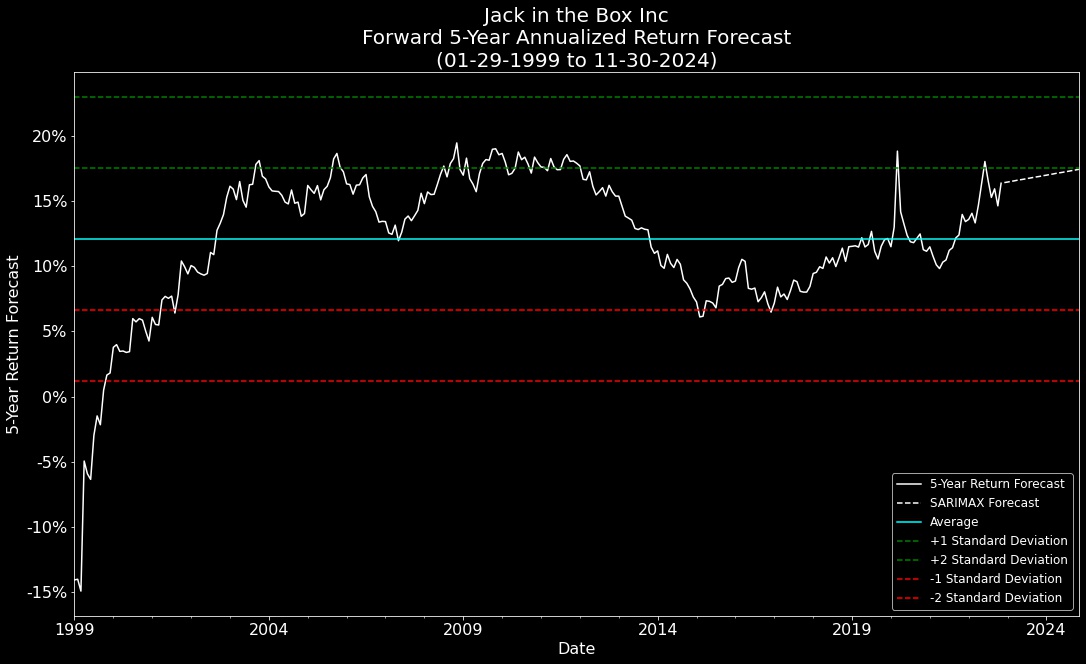 Jack in the Box Inc
Forward 5-Year Annualized Return Forecast
(01-29-1999 to 11-30-2024)
5-Year Return Forecast
20%
15%
10%
5%
0%
-5%
-10%
-15%
1999
2004
2009
2014
2019
2024
Date
5-Year Return Forecast
SARIMAX Forecast
Average
+1 Standard Deviation
+2 Standard Deviation
-1 Standard Deviation
-2 Standard Deviation